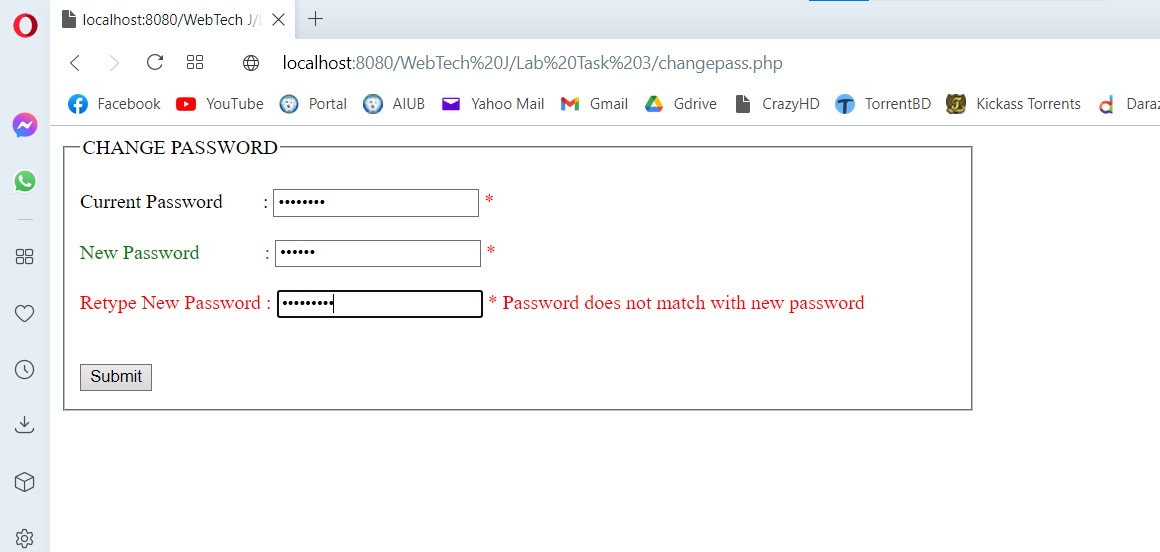 localhost:8080/WebTech J/L
localhost:8080/WebTech%20J/Lab%20Task%203/changepass.php
Facebook YouTube Portal AIUB Yahoo Mail Gmail Gdrive CrazyHD TorrentBD Kickass Torrents Daraz
CHANGE PASSWORD
Current Password : •••••••• *
New Password : •••••• *
Retype New Password : ••••••••• * Password does not match with new password
Submit